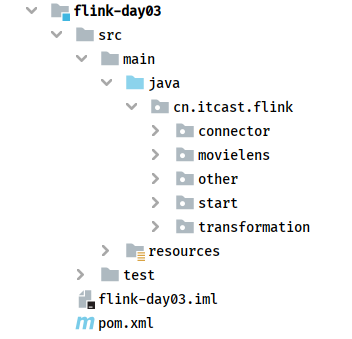 flink-day03
src
main
java
cn.itcast.flink
connector
movielens
other
start
transformation
resources
test
flink-day03.iml
pom.xml